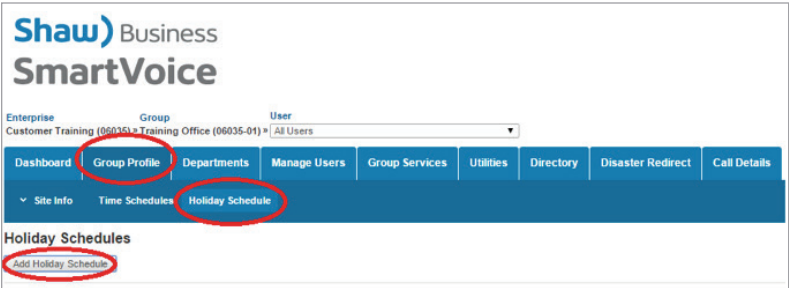 Shaw) Business
SmartVoice
Enterprise Group User
Customer Training (06035) » Training Office (06035-01) » All Users
Dashboard Group Profile Departments Manage Users Group Services Utilities Directory Disaster Redirect Call Details
Site Info Time Schedules Holiday Schedule
Holiday Schedules
Add Holiday Schedule